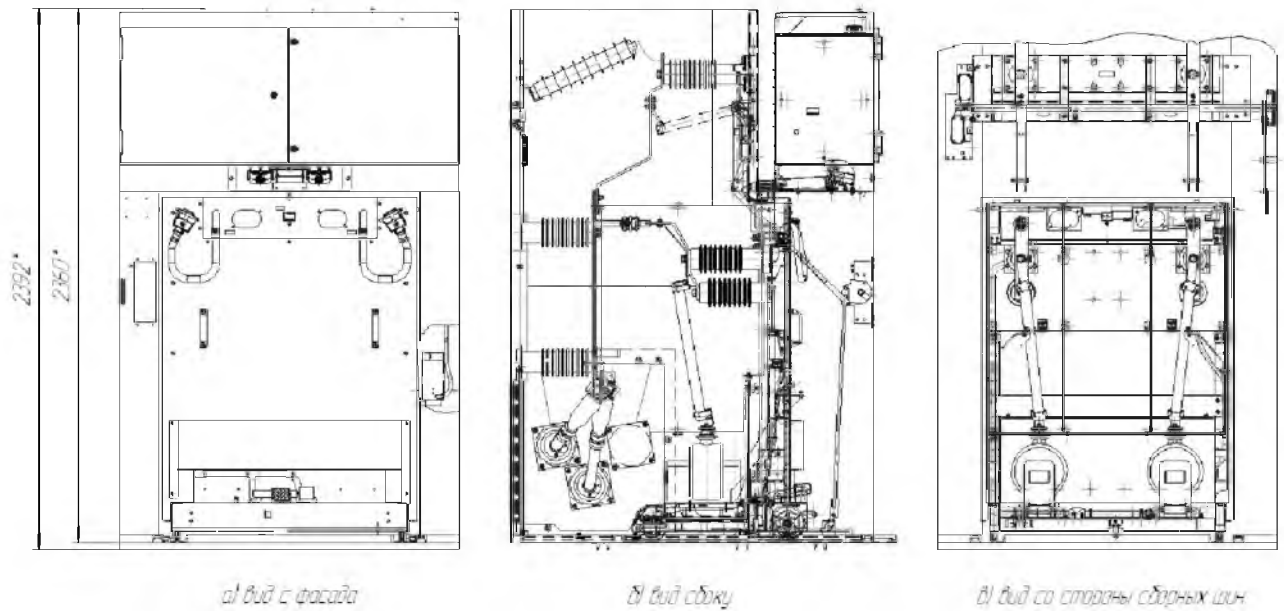 2392*
2360*
а) вид с фасада
б) вид сбоку
в) вид со стороны сборных шин